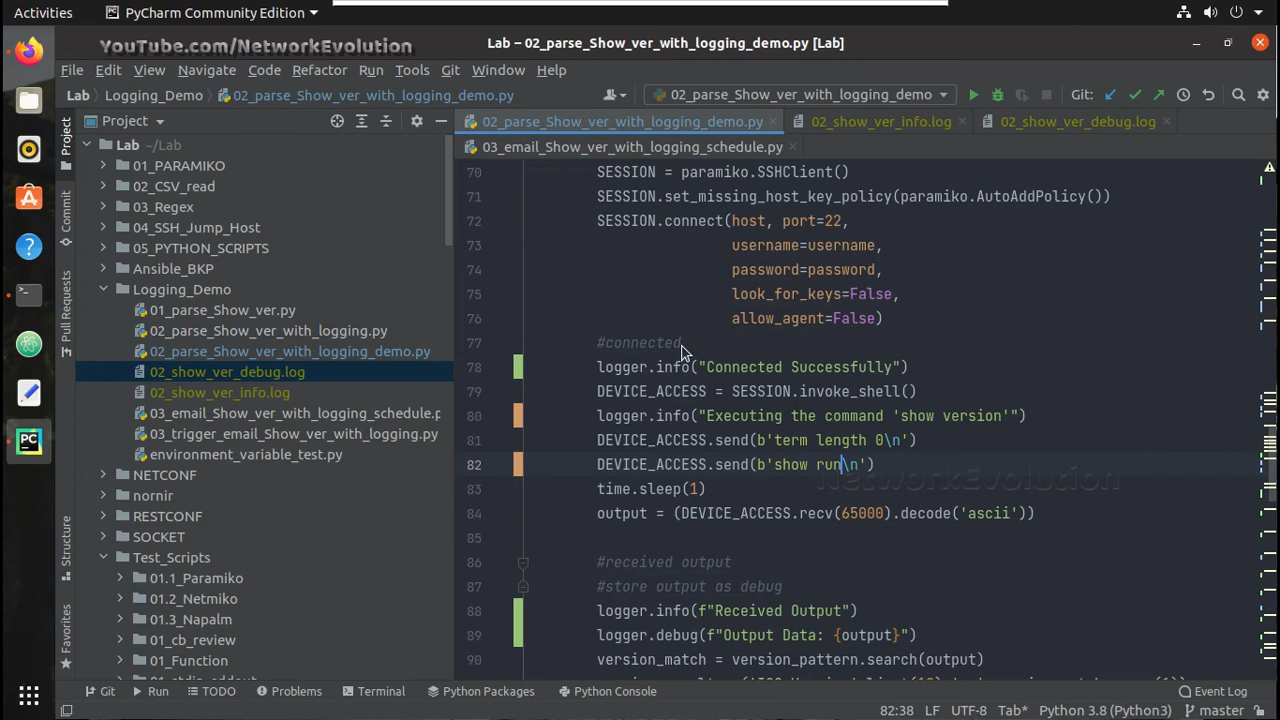 Activities
PyCharm Community Edition
YouTube.com/NetworkEvolution
Lab – 02_parse_Show_ver_with_logging_demo.py [Lab]
File Edit View Navigate Code Refactor Run Tools Git Window Help
Lab Logging_Demo 02_parse_Show_ver_with_logging_demo.py
02_parse_Show_ver_with_logging_demo
Git:
Project
02_parse_Show_ver_with_logging_demo.py
02_show_ver_info.log
02_show_ver_debug.log
03_email_Show_ver_with_logging_schedule.py
Project
Commit
Pull Requests
Structure
Favorites
Lab ~/Lab
01_PARAMIKO
02_CSV_read
03_Regex
04_SSH_Jump_Host
05_PYTHON_SCRIPTS
Ansible_BKP
Logging_Demo
01_parse_Show_ver.py
02_parse_Show_ver_with_logging.py
02_parse_Show_ver_with_logging_demo.py
02_show_ver_debug.log
02_show_ver_info.log
03_email_Show_ver_with_logging_schedule.p
03_trigger_email_Show_ver_with_logging.py
environment_variable_test.py
NETCONF
nornir
RESTCONF
SOCKET
Test_Scripts
01.1_Paramiko
01.2_Netmiko
01.3_Napalm
01_cb_review
01_Function
70 SESSION = paramiko.SSHClient()
71 SESSION.set_missing_host_key_policy(paramiko.AutoAddPolicy())
72 SESSION.connect(host, port=22,
73 username=username,
74 password=password,
75 look_for_keys=False,
76 allow_agent=False)
77 #connected
78 logger.info("Connected Successfully")
79 DEVICE_ACCESS = SESSION.invoke_shell()
80 logger.info("Executing the command 'show version'")
81 DEVICE_ACCESS.send(b'term length 0\n')
82 DEVICE_ACCESS.send(b'show run\n')
83 time.sleep(1)
84 output = (DEVICE_ACCESS.recv(65000).decode('ascii'))
85
86 #received output
87 #store output as debug
88 logger.info(f"Received Output")
89 logger.debug(f"Output Data: {output}")
90 version_match = version_pattern.search(output)
NetworkEvolution
Git Run TODO Problems Terminal Python Packages Python Console Event Log
82:38 LF UTF-8 Tab* Python 3.8 (Python3) master